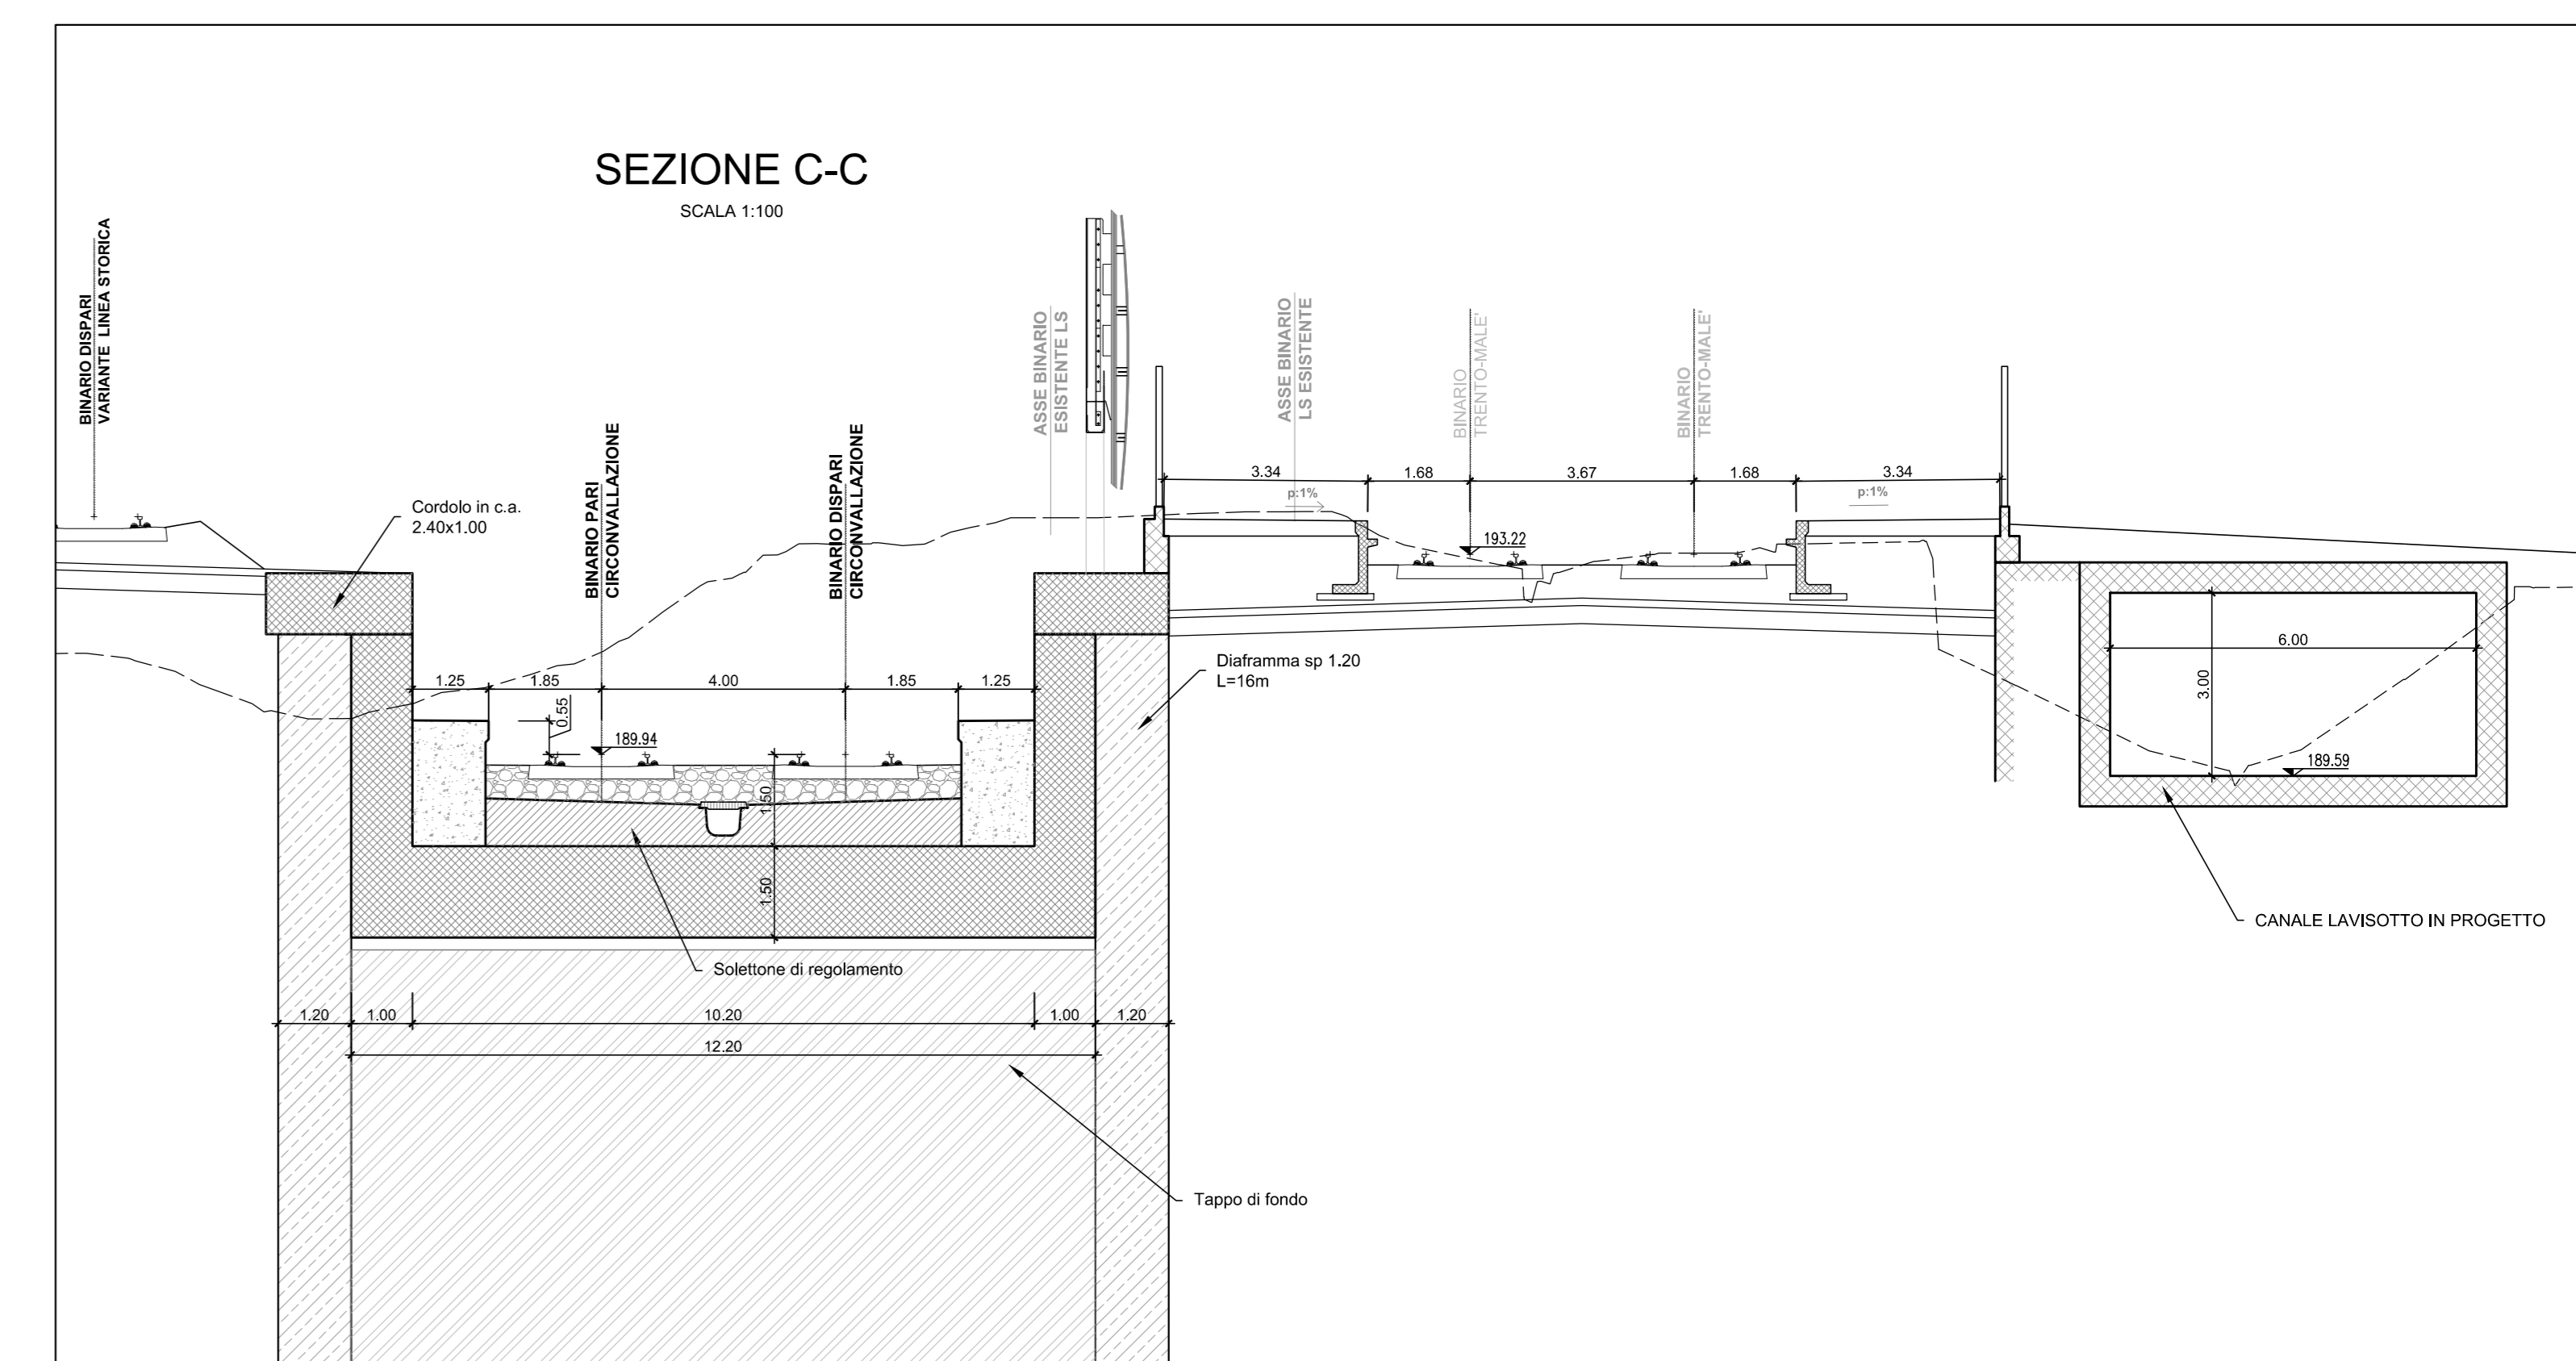 SEZIONE C-C
SCALA 1:100
BINARIO DISPARI
VARIANTE LINEA STORICA
BINARIO PARI
CIRCONVALLAZIONE
BINARIO DISPARI
CIRCONVALLAZIONE
ASSE BINARIO
ESISTENTE LS
ASSE BINARIO
LS ESISTENTE
BINARIO
TRENTO-MALE'
BINARIO
TRENTO-MALE'
3.34
1.68
3.67
1.68
3.34
p:1%
p:1%
Cordolo in c.a.
2.40x1.00
193.22
Diaframma sp 1.20
L=16m
6.00
3.00
189.59
1.25
1.85
4.00
1.85
1.25
0.55
189.94
1.50
1.50
CANALE LAVISOTTO IN PROGETTO
Solettone di regolamento
1.20
1.00
10.20
1.00
1.20
12.20
Tappo di fondo